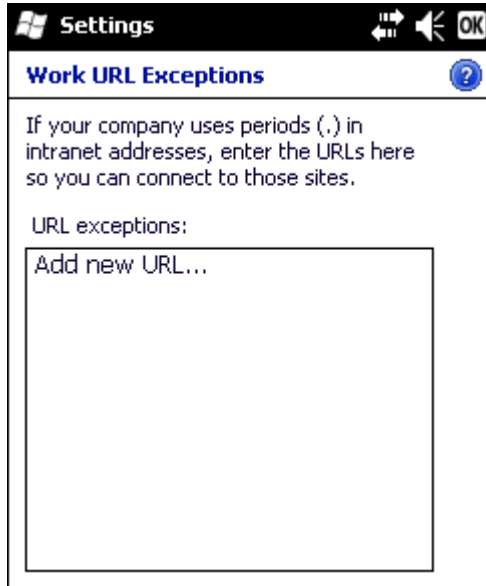 Settings
OK
Work URL Exceptions
?
If your company uses periods (.) in
intranet addresses, enter the URLs here
so you can connect to those sites.
URL exceptions:
Add new URL...